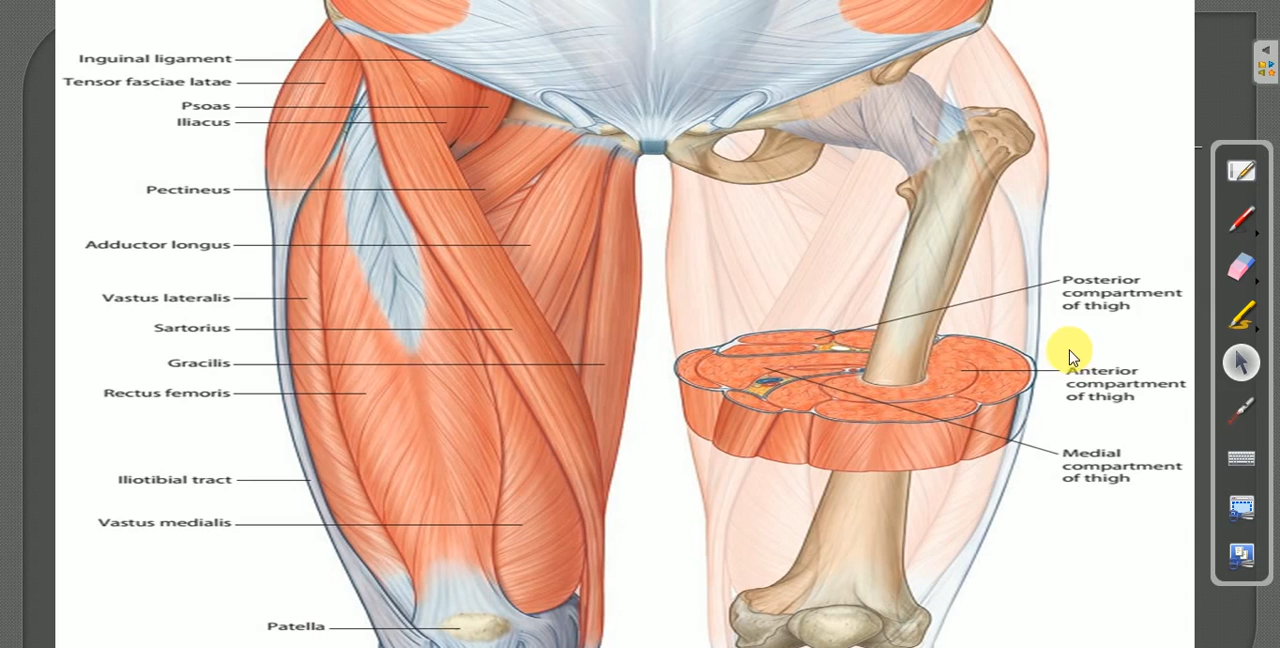 Inguinal ligament
Tensor fasciae latae
Psoas
Iliacus
Pectineus
Adductor longus
Vastus lateralis
Sartorius
Gracilis
Rectus femoris
Iliotibial tract
Vastus medialis
Patella
Posterior
compartment
of thigh
Anterior
compartment
of thigh
Medial
compartment
of thigh